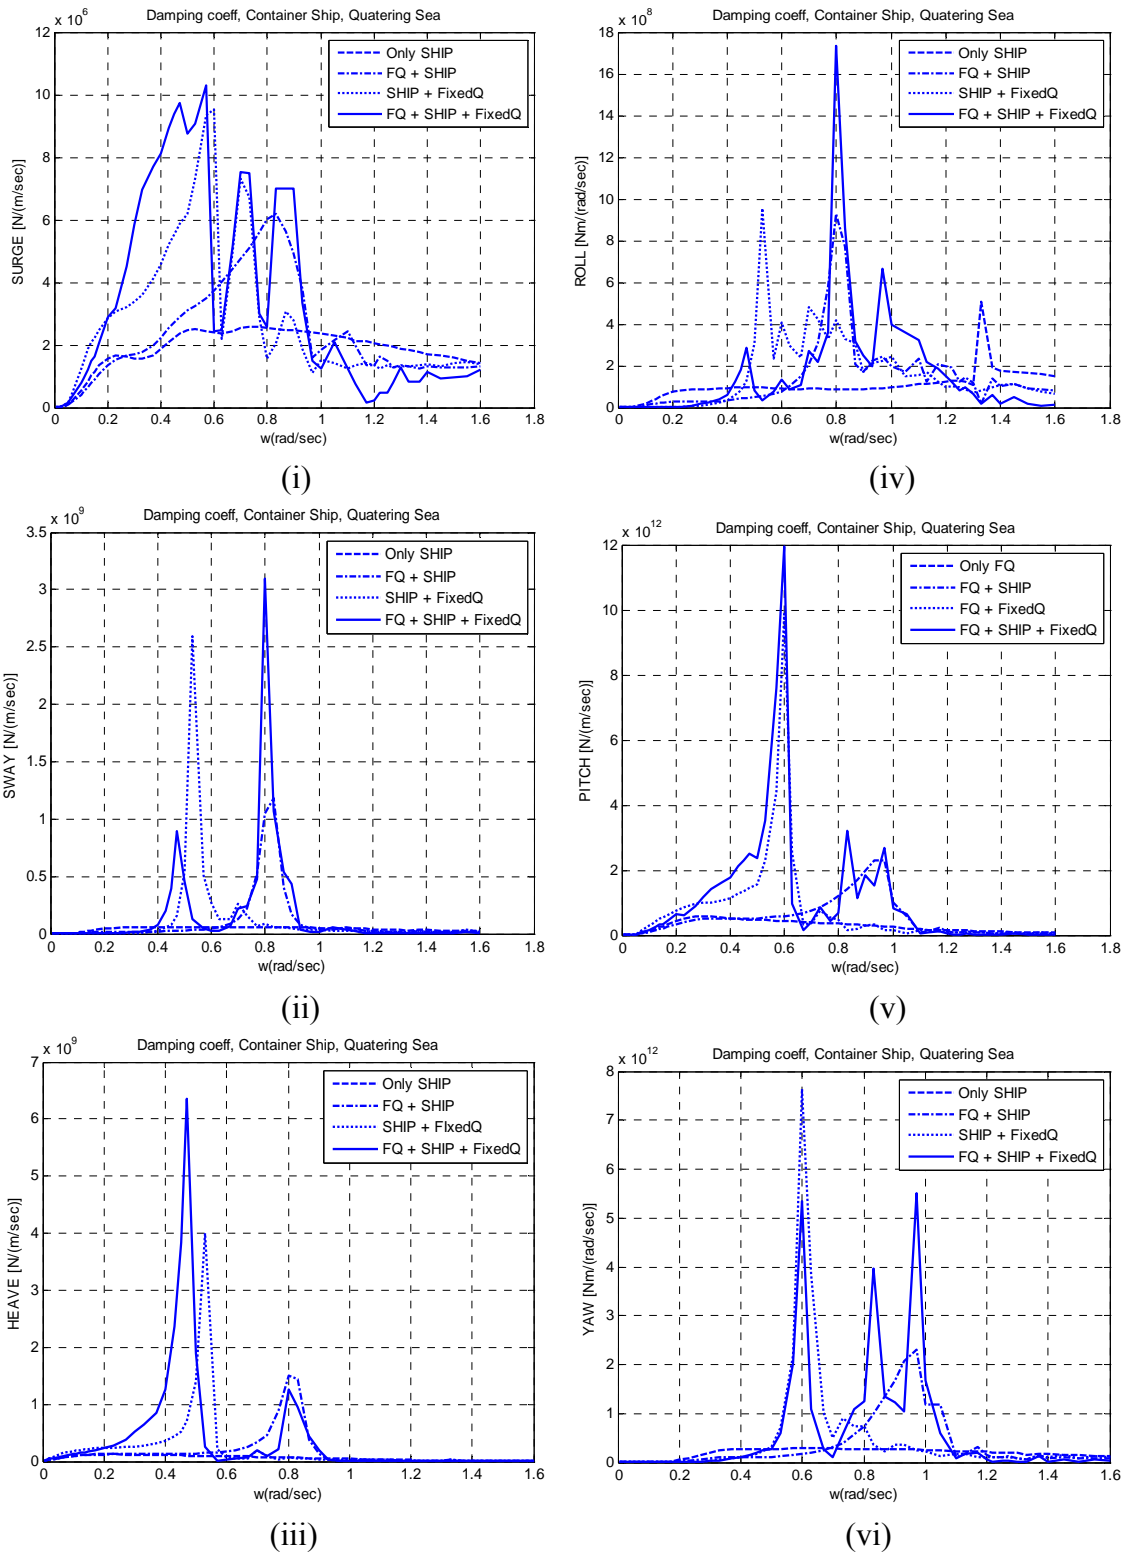 Damping coeff, Container Ship, Quatering Sea
x 10^6
12
10
8
6
4
2
0
SURGE [N/(m/sec)]
Only SHIP
FQ + SHIP
SHIP + FixedQ
FQ + SHIP + FixedQ
0 0.2 0.4 0.6 0.8 1 1.2 1.4 1.6 1.8
w(rad/sec)
(i)
Damping coeff, Container Ship, Quatering Sea
x 10^8
18
16
14
12
10
8
6
4
2
0
ROLL [Nm/(rad/sec)]
Only SHIP
FQ + SHIP
SHIP + FixedQ
FQ + SHIP + FixedQ
0 0.2 0.4 0.6 0.8 1 1.2 1.4 1.6 1.8
w(rad/sec)
(iv)
Damping coeff, Container Ship, Quatering Sea
x 10^9
3.5
3
2.5
2
1.5
1
0.5
0
SWAY [N/(m/sec)]
Only SHIP
FQ + SHIP
SHIP + FixedQ
FQ + SHIP + FixedQ
0 0.2 0.4 0.6 0.8 1 1.2 1.4 1.6 1.8
w(rad/sec)
(ii)
Damping coeff, Container Ship, Quatering Sea
x 10^12
12
10
8
6
4
2
0
PITCH [N/(m/sec)]
Only FQ
FQ + SHIP
FQ + FixedQ
FQ + SHIP + FixedQ
0 0.2 0.4 0.6 0.8 1 1.2 1.4 1.6 1.8
w(rad/sec)
(v)
Damping coeff, Container Ship, Quatering Sea
x 10^9
7
6
5
4
3
2
1
0
HEAVE [N/(m/sec)]
Only SHIP
FQ + SHIP
SHIP + FIxedQ
FQ + SHIP + FixedQ
0 0.2 0.4 0.6 0.8 1 1.2 1.4 1.6
w(rad/sec)
(iii)
Damping coeff, Container Ship, Quatering Sea
x 10^12
8
7
6
5
4
3
2
1
0
YAW [Nm/(rad/sec)]
Only SHIP
FQ + SHIP
SHIP + FixedQ
FQ + SHIP + FixedQ
0 0.2 0.4 0.6 0.8 1 1.2 1.4 1.6
w(rad/sec)
(vi)